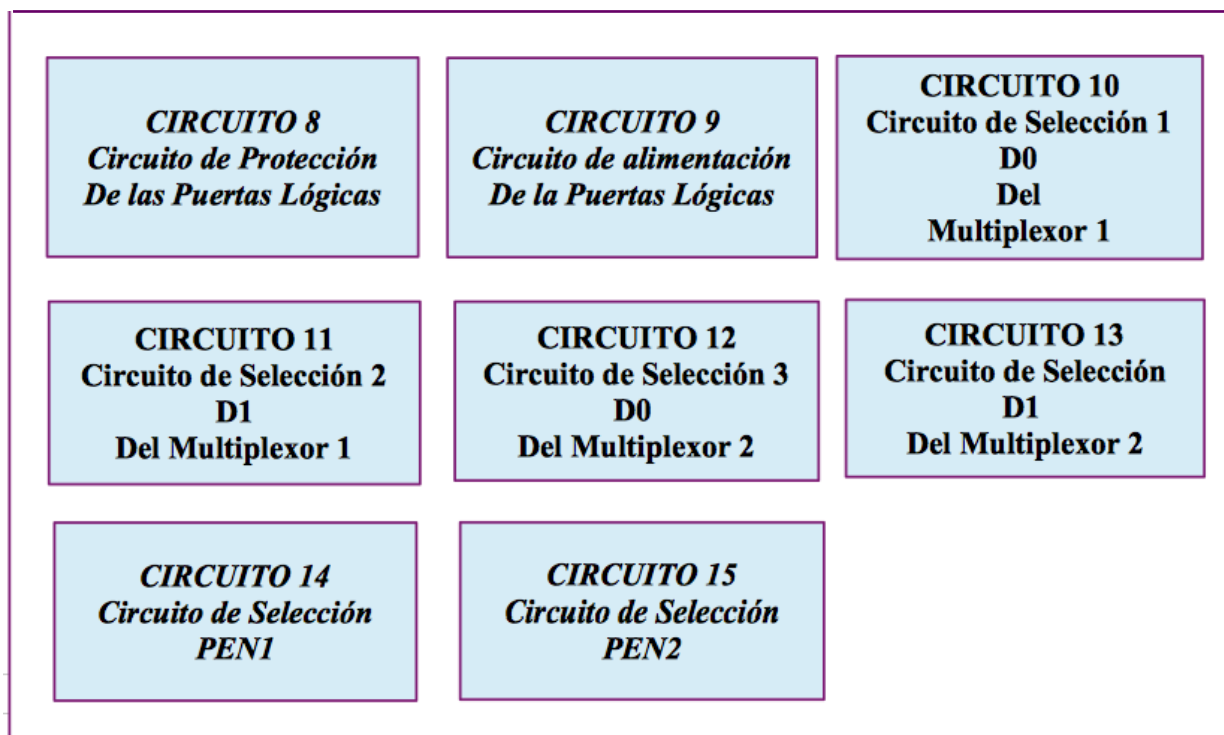 CIRCUITO 8
Circuito de Protección
De las Puertas Lógicas
CIRCUITO 9
Circuito de alimentación
De la Puertas Lógicas
CIRCUITO 10
Circuito de Selección 1
D0
Del
Multiplexor 1
CIRCUITO 11
Circuito de Selección 2
D1
Del Multiplexor 1
CIRCUITO 12
Circuito de Selección 3
D0
Del Multiplexor 2
CIRCUITO 13
Circuito de Selección
D1
Del Multiplexor 2
CIRCUITO 14
Circuito de Selección
PEN1
CIRCUITO 15
Circuito de Selección
PEN2